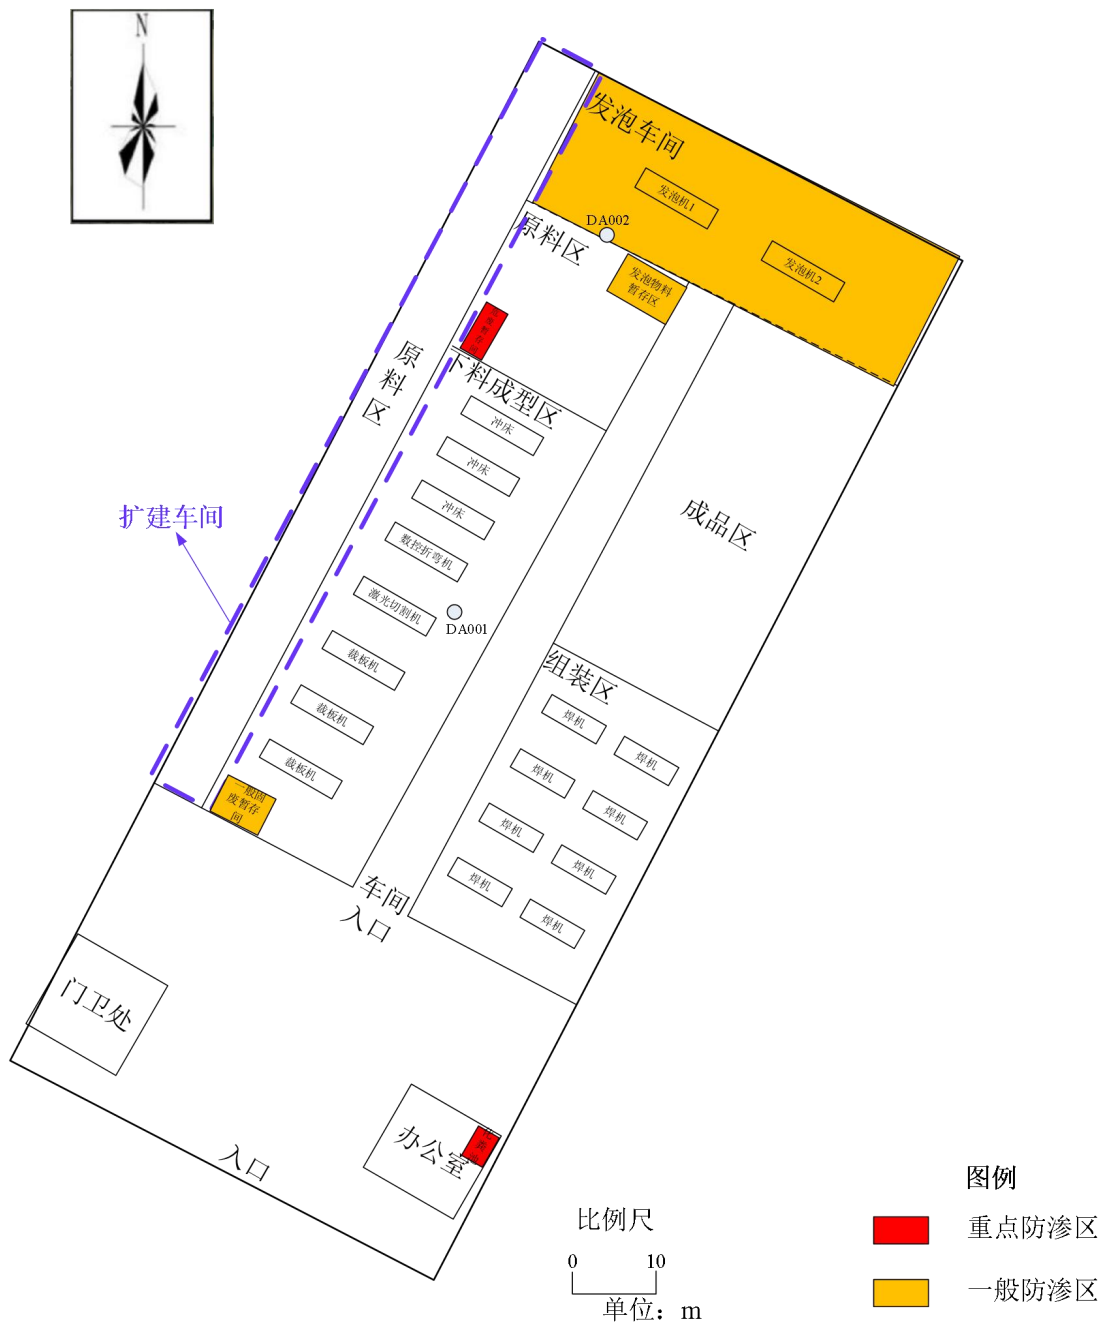 N
发泡车间
发泡机1
DA002
原料区
发泡机2
发泡物料
暂存区
危废暂存间
原
料
区
下料成型区
冲床
冲床
成品区
冲床
扩建车间
数控折弯机
激光切割机
DA001
裁板机
组装区
裁板机
焊机
焊机
裁板机
焊机
一般固
废暂存
间
焊机
焊机
焊机
焊机
焊机
车间
入口
门卫处
办公室
入口
图例
比例尺
重点防渗区
0
10
一般防渗区
单位：m